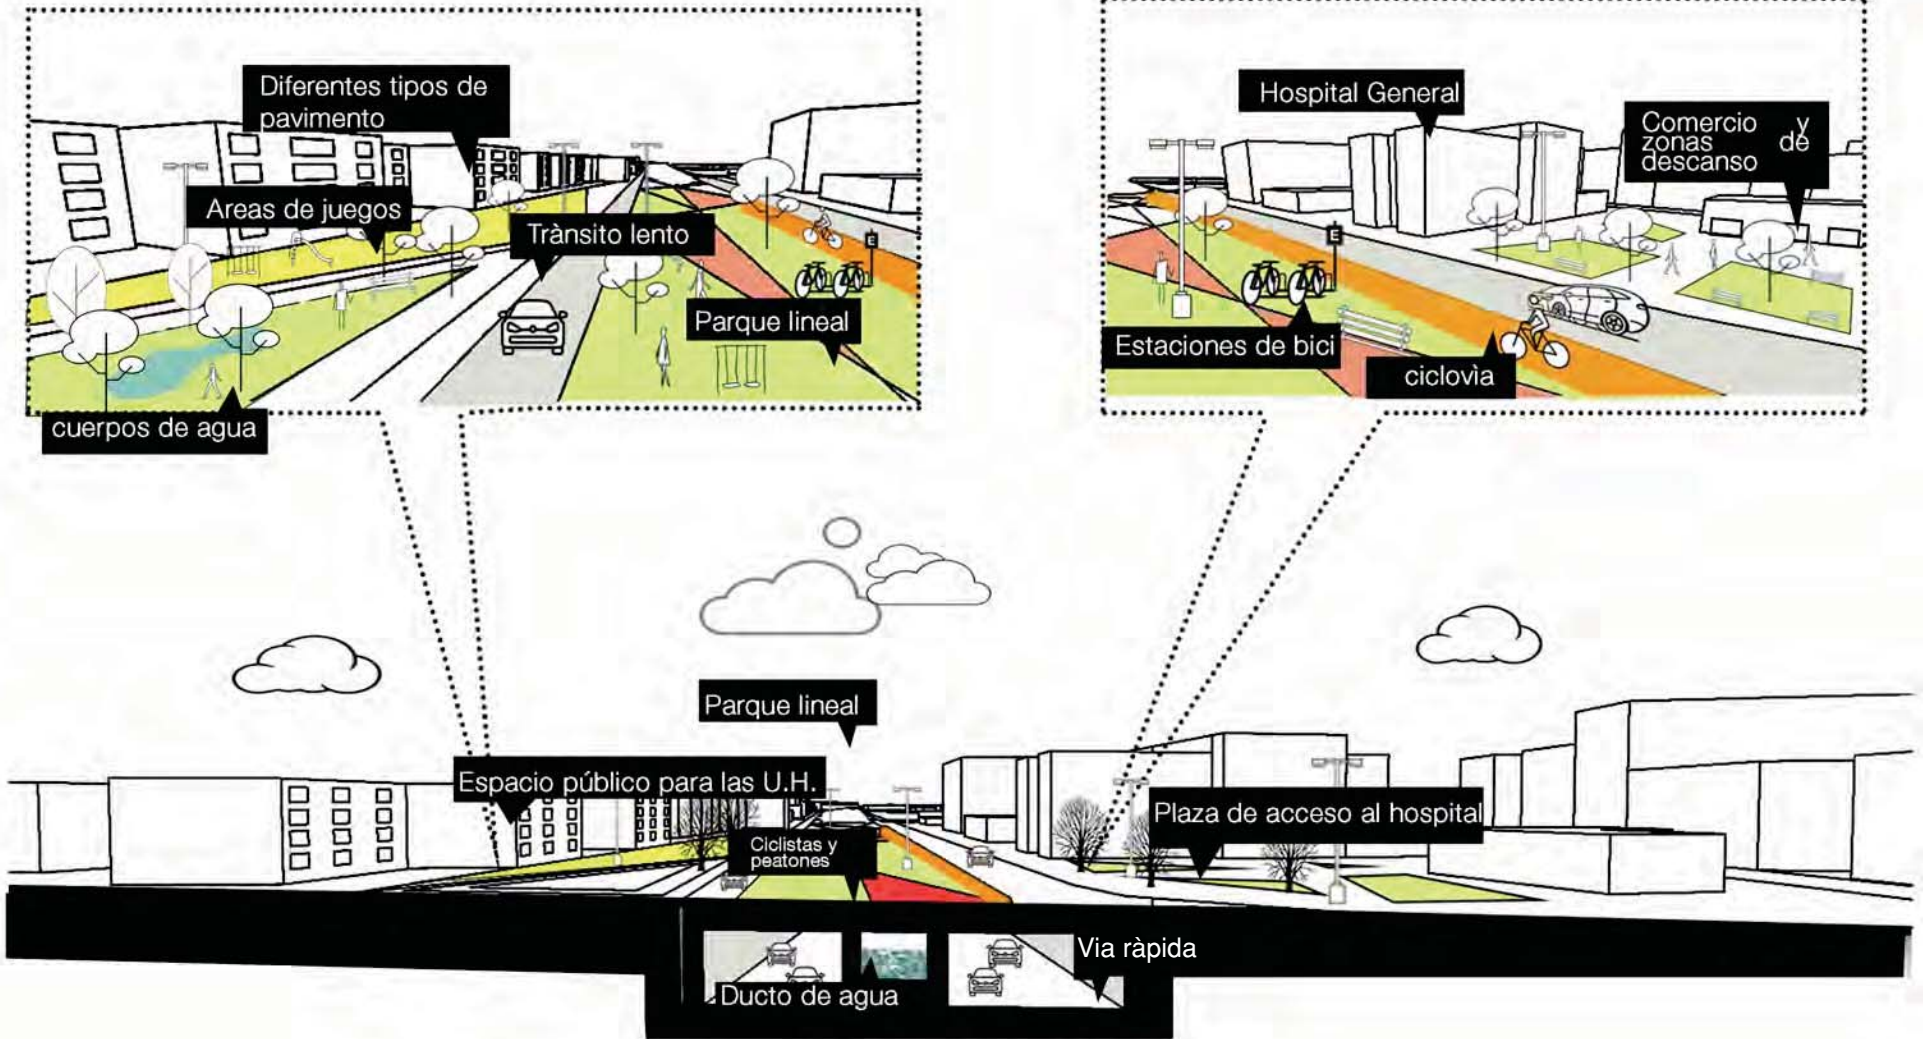 Diferentes tipos de
pavimento
Areas de juegos
Trànsito lento
Parque lineal
cuerpos de agua
Hospital General
Comercio y
zonas de
descanso
E
E
Estaciones de bici
ciclovìa
Parque lineal
Espacio público para las U.H.
Ciclistas y
peatones
Plaza de acceso al hospital
Via ràpida
Ducto de agua